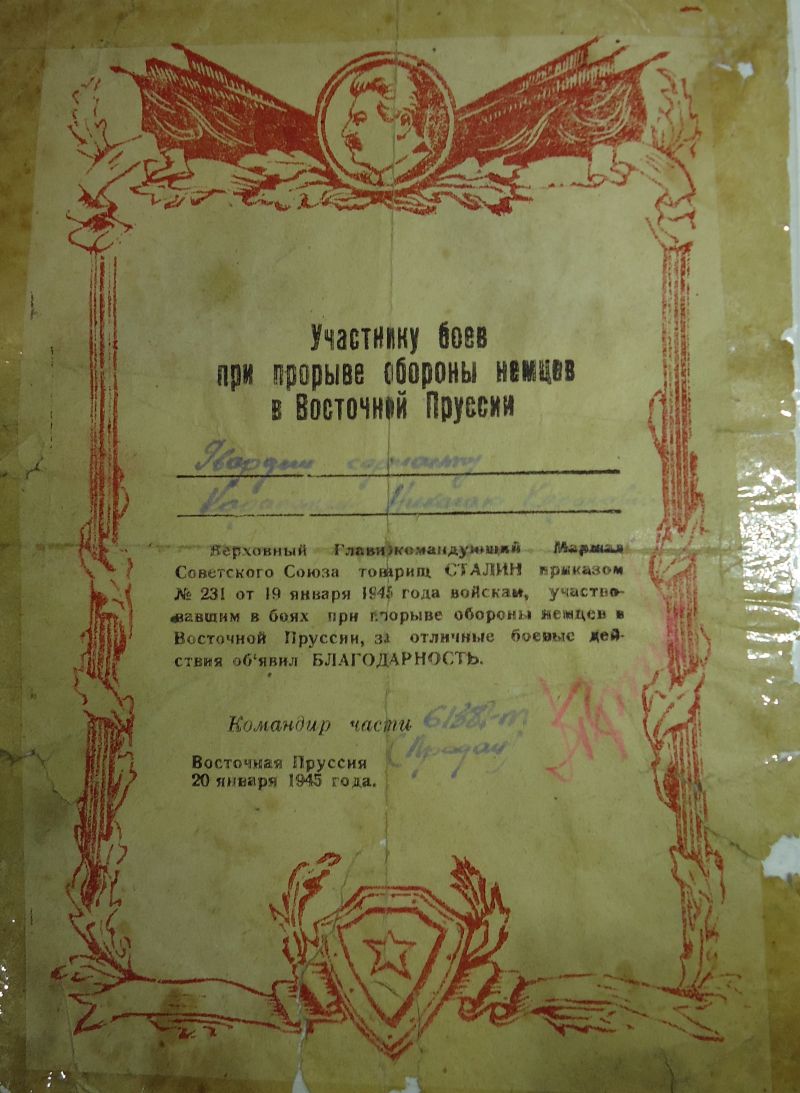 Участнику боев
при прорыве обороны немцев
в Восточной Пруссии
Гвардии сержанту
Николаю
Верховный Главнокомандующий Маршал
Советского Союза товарищ СТАЛИН приказом
№ 231 от 19 января 1945 года войскам, участво-
вавшим в боях при прорыве обороны немцев в
Восточной Пруссии, за отличные боевые дей-
ствия об'явил БЛАГОДАРНОСТЬ.
Командир части
Восточная Пруссия
20 января 1945 года.